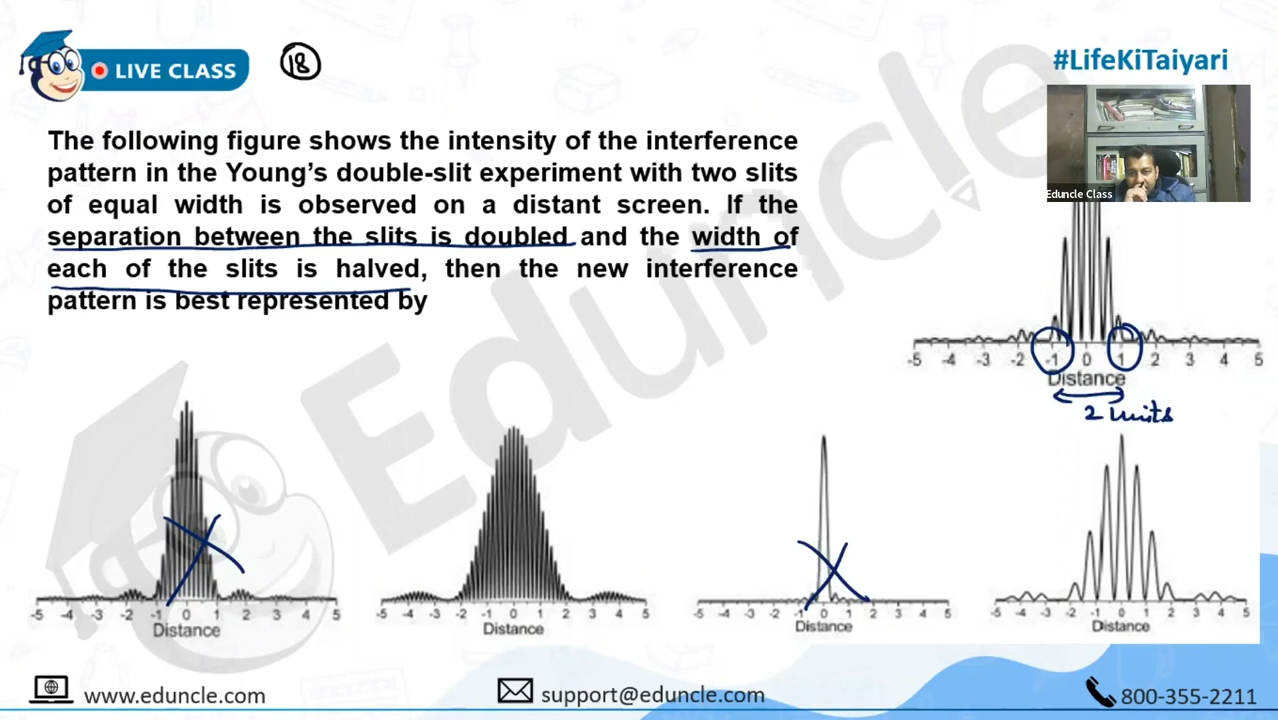 LIVE CLASS
18
#LifeKiTaiyari
Eduncle Class
The following figure shows the intensity of the interference
pattern in the Young's double-slit experiment with two slits
of equal width is observed on a distant screen. If the
separation between the slits is doubled and the width of
each of the slits is halved, then the new interference
pattern is best represented by
Eduncle
-5 -4 -3 -2 -1 0 1 2 3 4 5
Distance
2 units
-5 -4 -3 -2 -1 0 1 2 3 4 5
Distance
-5 -4 -3 -2 -1 0 1 2 3 4 5
Distance
-5 -4 -3 -2 -1 0 1 2 3 4 5
Distance
-5 -4 -3 -2 -1 0 1 2 3 4 5
Distance
www.eduncle.com
support@eduncle.com
800-355-2211